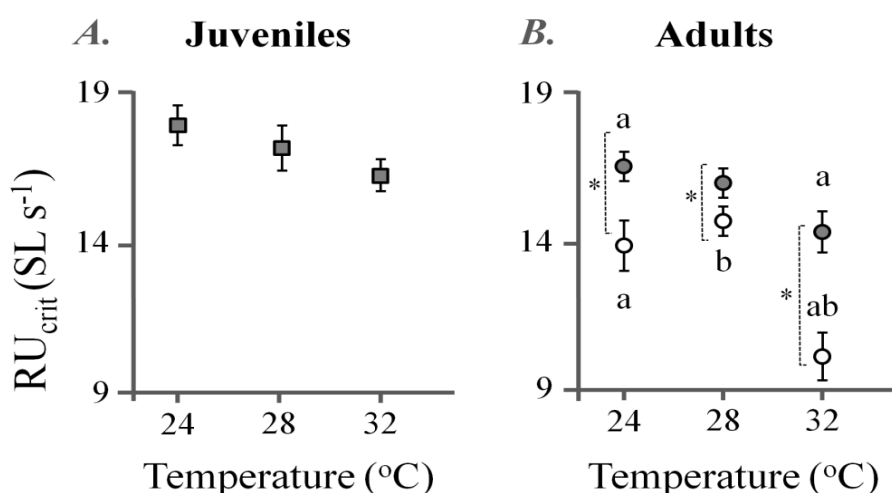 A. Juveniles
B. Adults
RUcrit (SL s-1)
19
14
9
24 28 32
Temperature (oC)
19
14
9
a
*
a
*
b
a
*
ab
24 28 32
Temperature (oC)